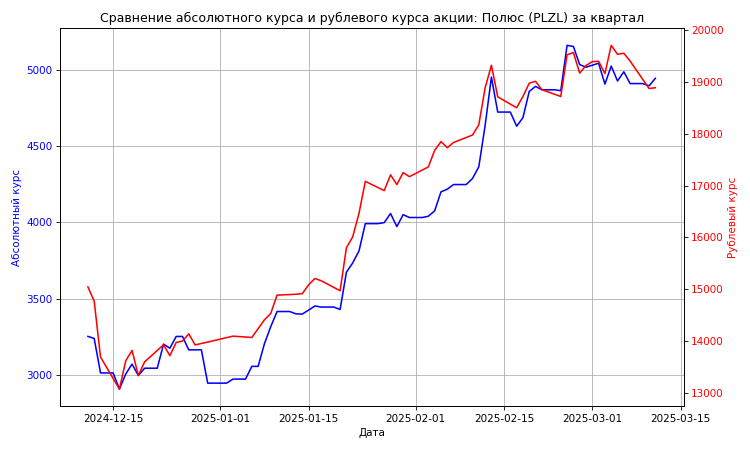 Сравнение абсолютного курса и рублевого курса акции: Полюс (PLZL) за квартал
Абсолютный курс
5000
4500
4000
3500
3000
20000
19000
18000
17000
16000
15000
14000
13000
Рублевый курс
2024-12-15 2025-01-01 2025-01-15 2025-02-01 2025-02-15 2025-03-01 2025-03-15
Дата